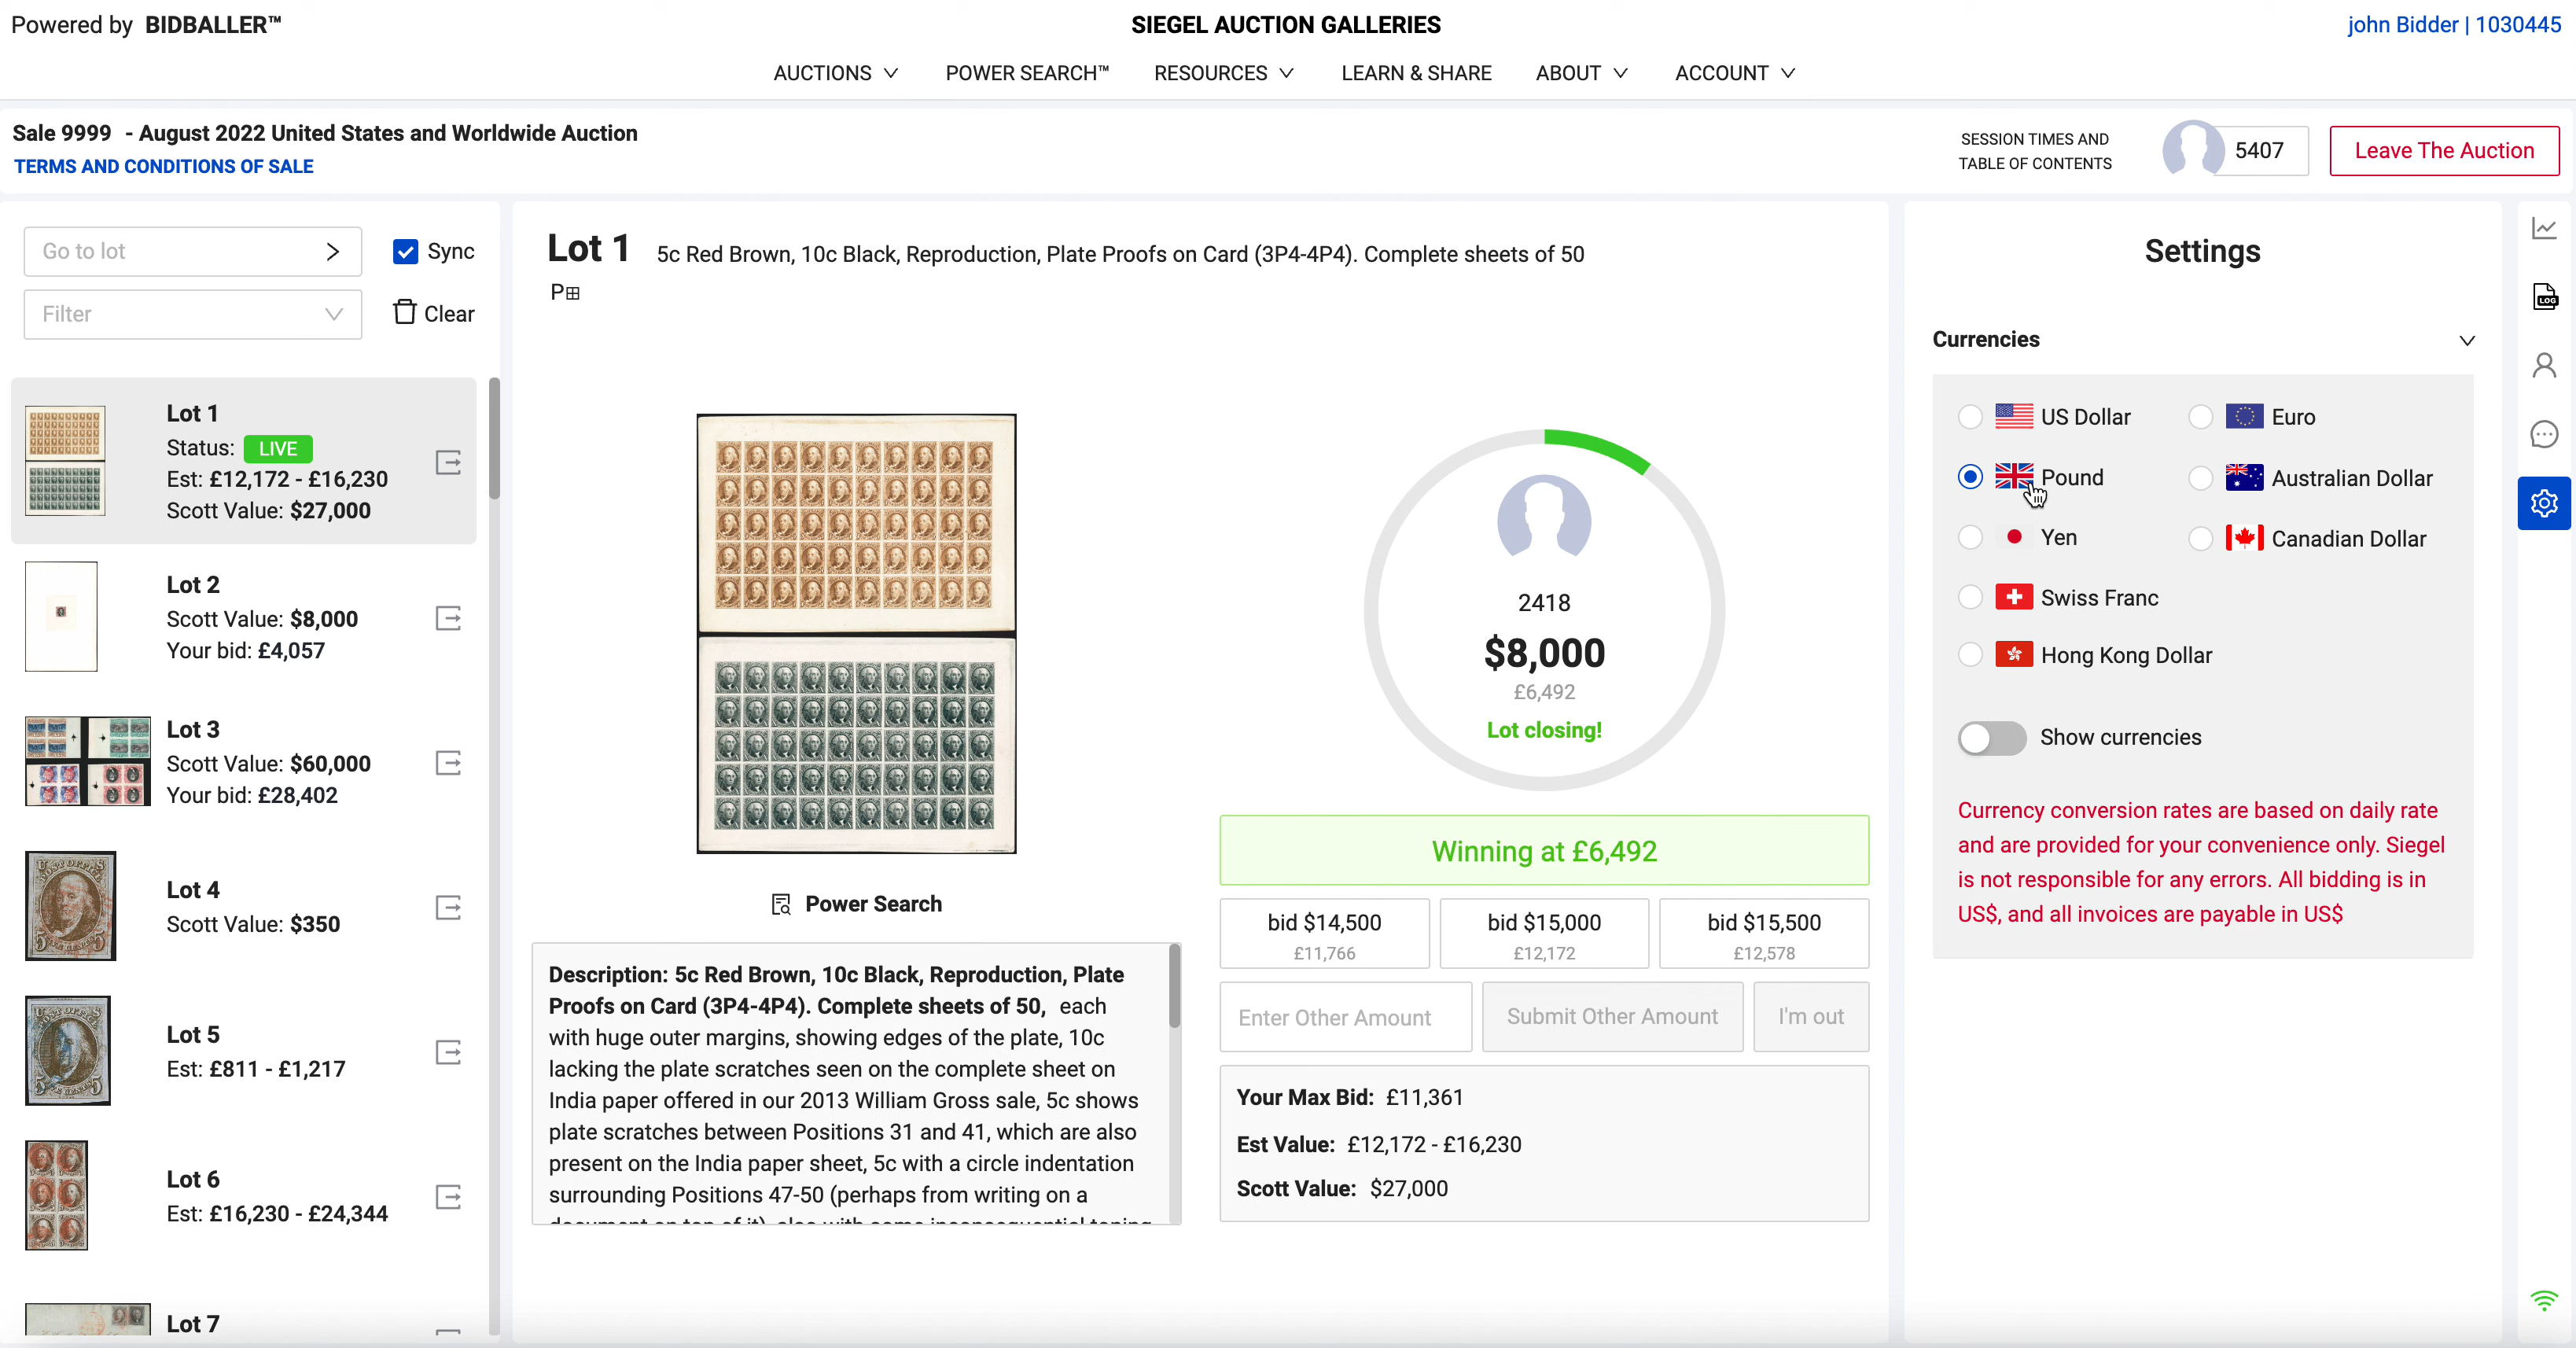 Powered by BIDBALLER™
SIEGEL AUCTION GALLERIES
john Bidder | 1030445
AUCTIONS
POWER SEARCH™
RESOURCES
LEARN & SHARE
ABOUT
ACCOUNT
Sale 9999 - August 2022 United States and Worldwide Auction
TERMS AND CONDITIONS OF SALE
SESSION TIMES AND
TABLE OF CONTENTS
5407
Leave The Auction
Go to lot
Sync
Filter
Clear
Lot 1
Status: LIVE
Est: £12,172 - £16,230
Scott Value: $27,000
Lot 2
Scott Value: $8,000
Your bid: £4,057
Lot 3
Scott Value: $60,000
Your bid: £28,402
Lot 4
Scott Value: $350
Lot 5
Est: £811 - £1,217
Lot 6
Est: £16,230 - £24,344
Lot 7
Lot 1 5c Red Brown, 10c Black, Reproduction, Plate Proofs on Card (3P4-4P4). Complete sheets of 50
P⊞
Power Search
Description: 5c Red Brown, 10c Black, Reproduction, Plate
Proofs on Card (3P4-4P4). Complete sheets of 50, each
with huge outer margins, showing edges of the plate, 10c
lacking the plate scratches seen on the complete sheet on
India paper offered in our 2013 William Gross sale, 5c shows
plate scratches between Positions 31 and 41, which are also
present on the India paper sheet, 5c with a circle indentation
surrounding Positions 47-50 (perhaps from writing on a
2418
$8,000
£6,492
Lot closing!
Winning at £6,492
bid $14,500
£11,766
bid $15,000
£12,172
bid $15,500
£12,578
Enter Other Amount
Submit Other Amount
I'm out
Your Max Bid: £11,361
Est Value: £12,172 - £16,230
Scott Value: $27,000
Settings
Currencies
US Dollar
Euro
Pound
Australian Dollar
Yen
Canadian Dollar
Swiss Franc
Hong Kong Dollar
Show currencies
Currency conversion rates are based on daily rate
and are provided for your convenience only. Siegel
is not responsible for any errors. All bidding is in
US$, and all invoices are payable in US$
LOG